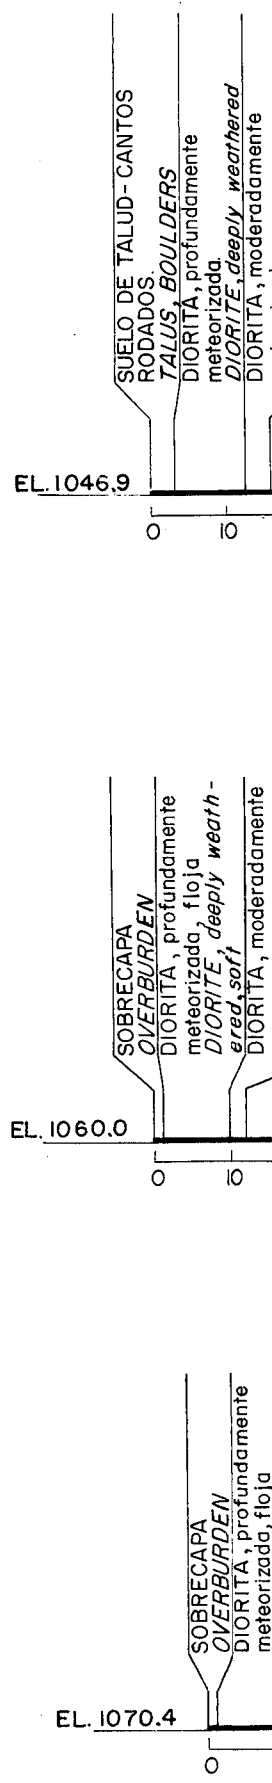 SUELO DE TALUD-CANTOS
RODADOS.
TALUS, BOULDERS
DIORITA, profundamente
meteorizada.
DIORITE, deeply weathered
DIORITA, moderadamente
EL. 1046,9
0 10
SOBRECAPA
OVERBURDEN
DIORITA, profundamente
meteorizada, floja
DIORITE, deeply weath-
ered, soft
DIORITA, moderadamente
EL. 1060.0
0 10
SOBRECAPA
OVERBURDEN
DIORITA, profundamente
meteorizada, floja
EL. 1070.4
0